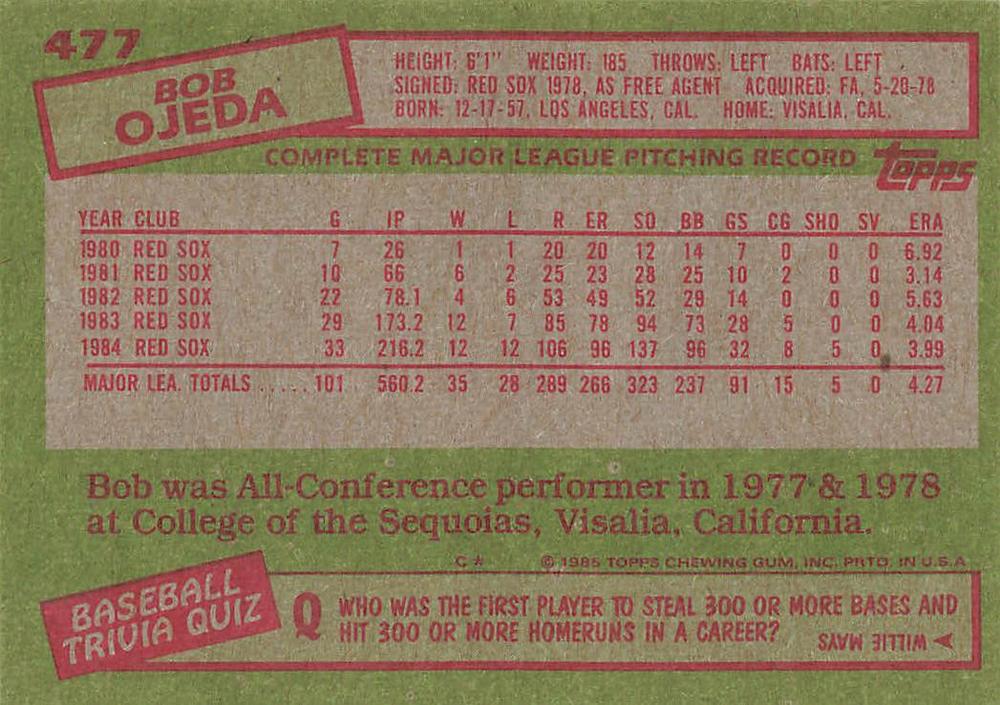 477
BOB
OJEDA
HEIGHT: 6'1" WEIGHT: 185 THROWS: LEFT BATS: LEFT
SIGNED: RED SOX 1978, AS FREE AGENT ACQUIRED: FA, 5-20-78
BORN: 12-17-57, LOS ANGELES, CAL. HOME: VISALIA, CAL.
COMPLETE MAJOR LEAGUE PITCHING RECORD topps
YEAR CLUB G IP W L R ER SO BB GS CG SHO SV ERA
1980 RED SOX 7 26 1 1 20 20 12 14 7 0 0 0 6.92
1981 RED SOX 10 66 6 2 25 23 28 25 10 2 0 0 3.14
1982 RED SOX 22 78.1 4 6 53 49 52 29 14 0 0 0 5.63
1983 RED SOX 29 173.2 12 7 85 78 94 73 28 5 0 0 4.04
1984 RED SOX 33 216.2 12 12 106 96 137 96 32 8 5 0 3.99
MAJOR LEA. TOTALS ..... 101 560.2 35 28 289 266 323 237 91 15 5 0 4.27
Bob was All-Conference performer in 1977 & 1978
at College of the Sequoias, Visalia, California.
C* © 1985 TOPPS CHEWING GUM, INC. PRTD. IN U.S.A
BASEBALL
TRIVIA QUIZ
Q WHO WAS THE FIRST PLAYER TO STEAL 300 OR MORE BASES AND
HIT 300 OR MORE HOMERUNS IN A CAREER?
WILLIE MAYS